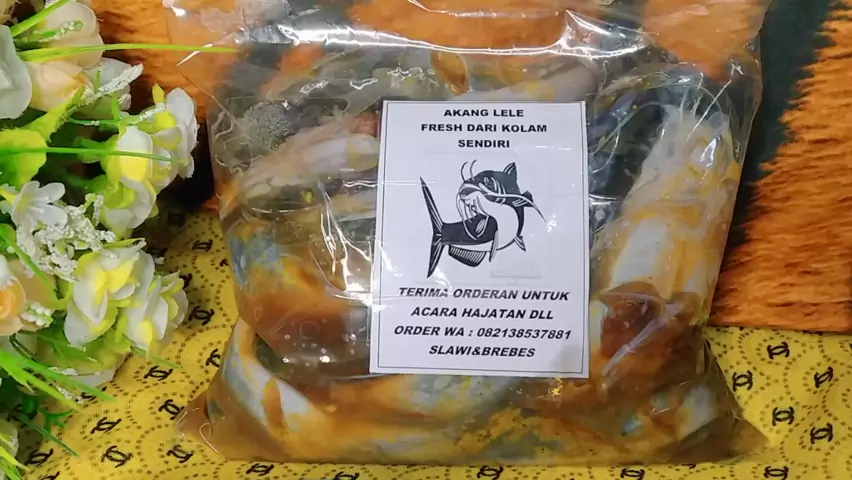 AKANG LELE
FRESH DARI KOLAM
SENDIRI
TERIMA ORDERAN UNTUK
ACARA HAJATAN DLL
ORDER WA : 082138537881
SLAWI&BREBES